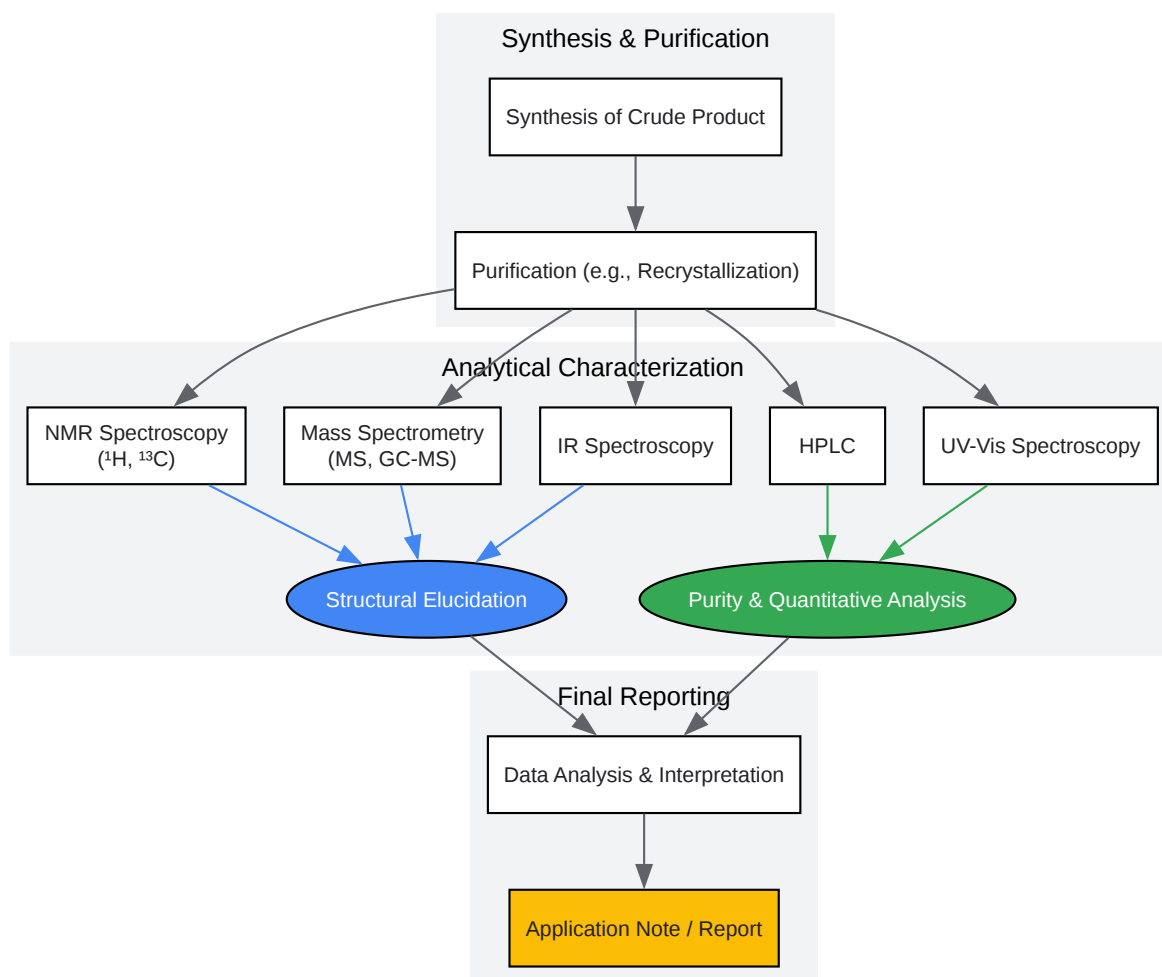 Synthesis & Purification
Synthesis of Crude Product
Purification (e.g., Recrystallization)
Analytical Characterization
NMR Spectroscopy
(¹H, ¹³C)
Mass Spectrometry
(MS, GC-MS)
IR Spectroscopy
HPLC
UV-Vis Spectroscopy
Structural Elucidation
Purity & Quantitative Analysis
Final Reporting
Data Analysis & Interpretation
Application Note / Report